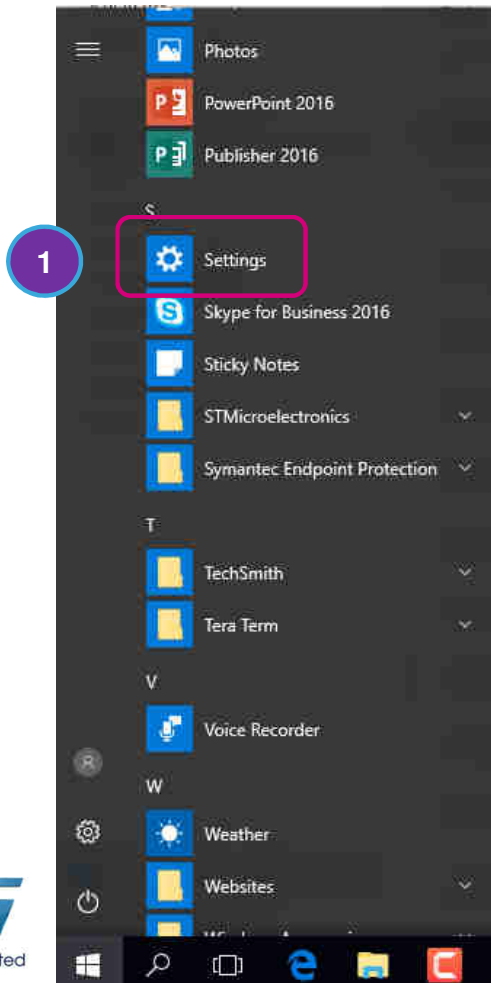 Photos
PowerPoint 2016
Publisher 2016
S
1
Settings
Skype for Business 2016
Sticky Notes
STMicroelectronics
Symantec Endpoint Protection
T
TechSmith
Tera Term
V
Voice Recorder
W
Weather
Websites